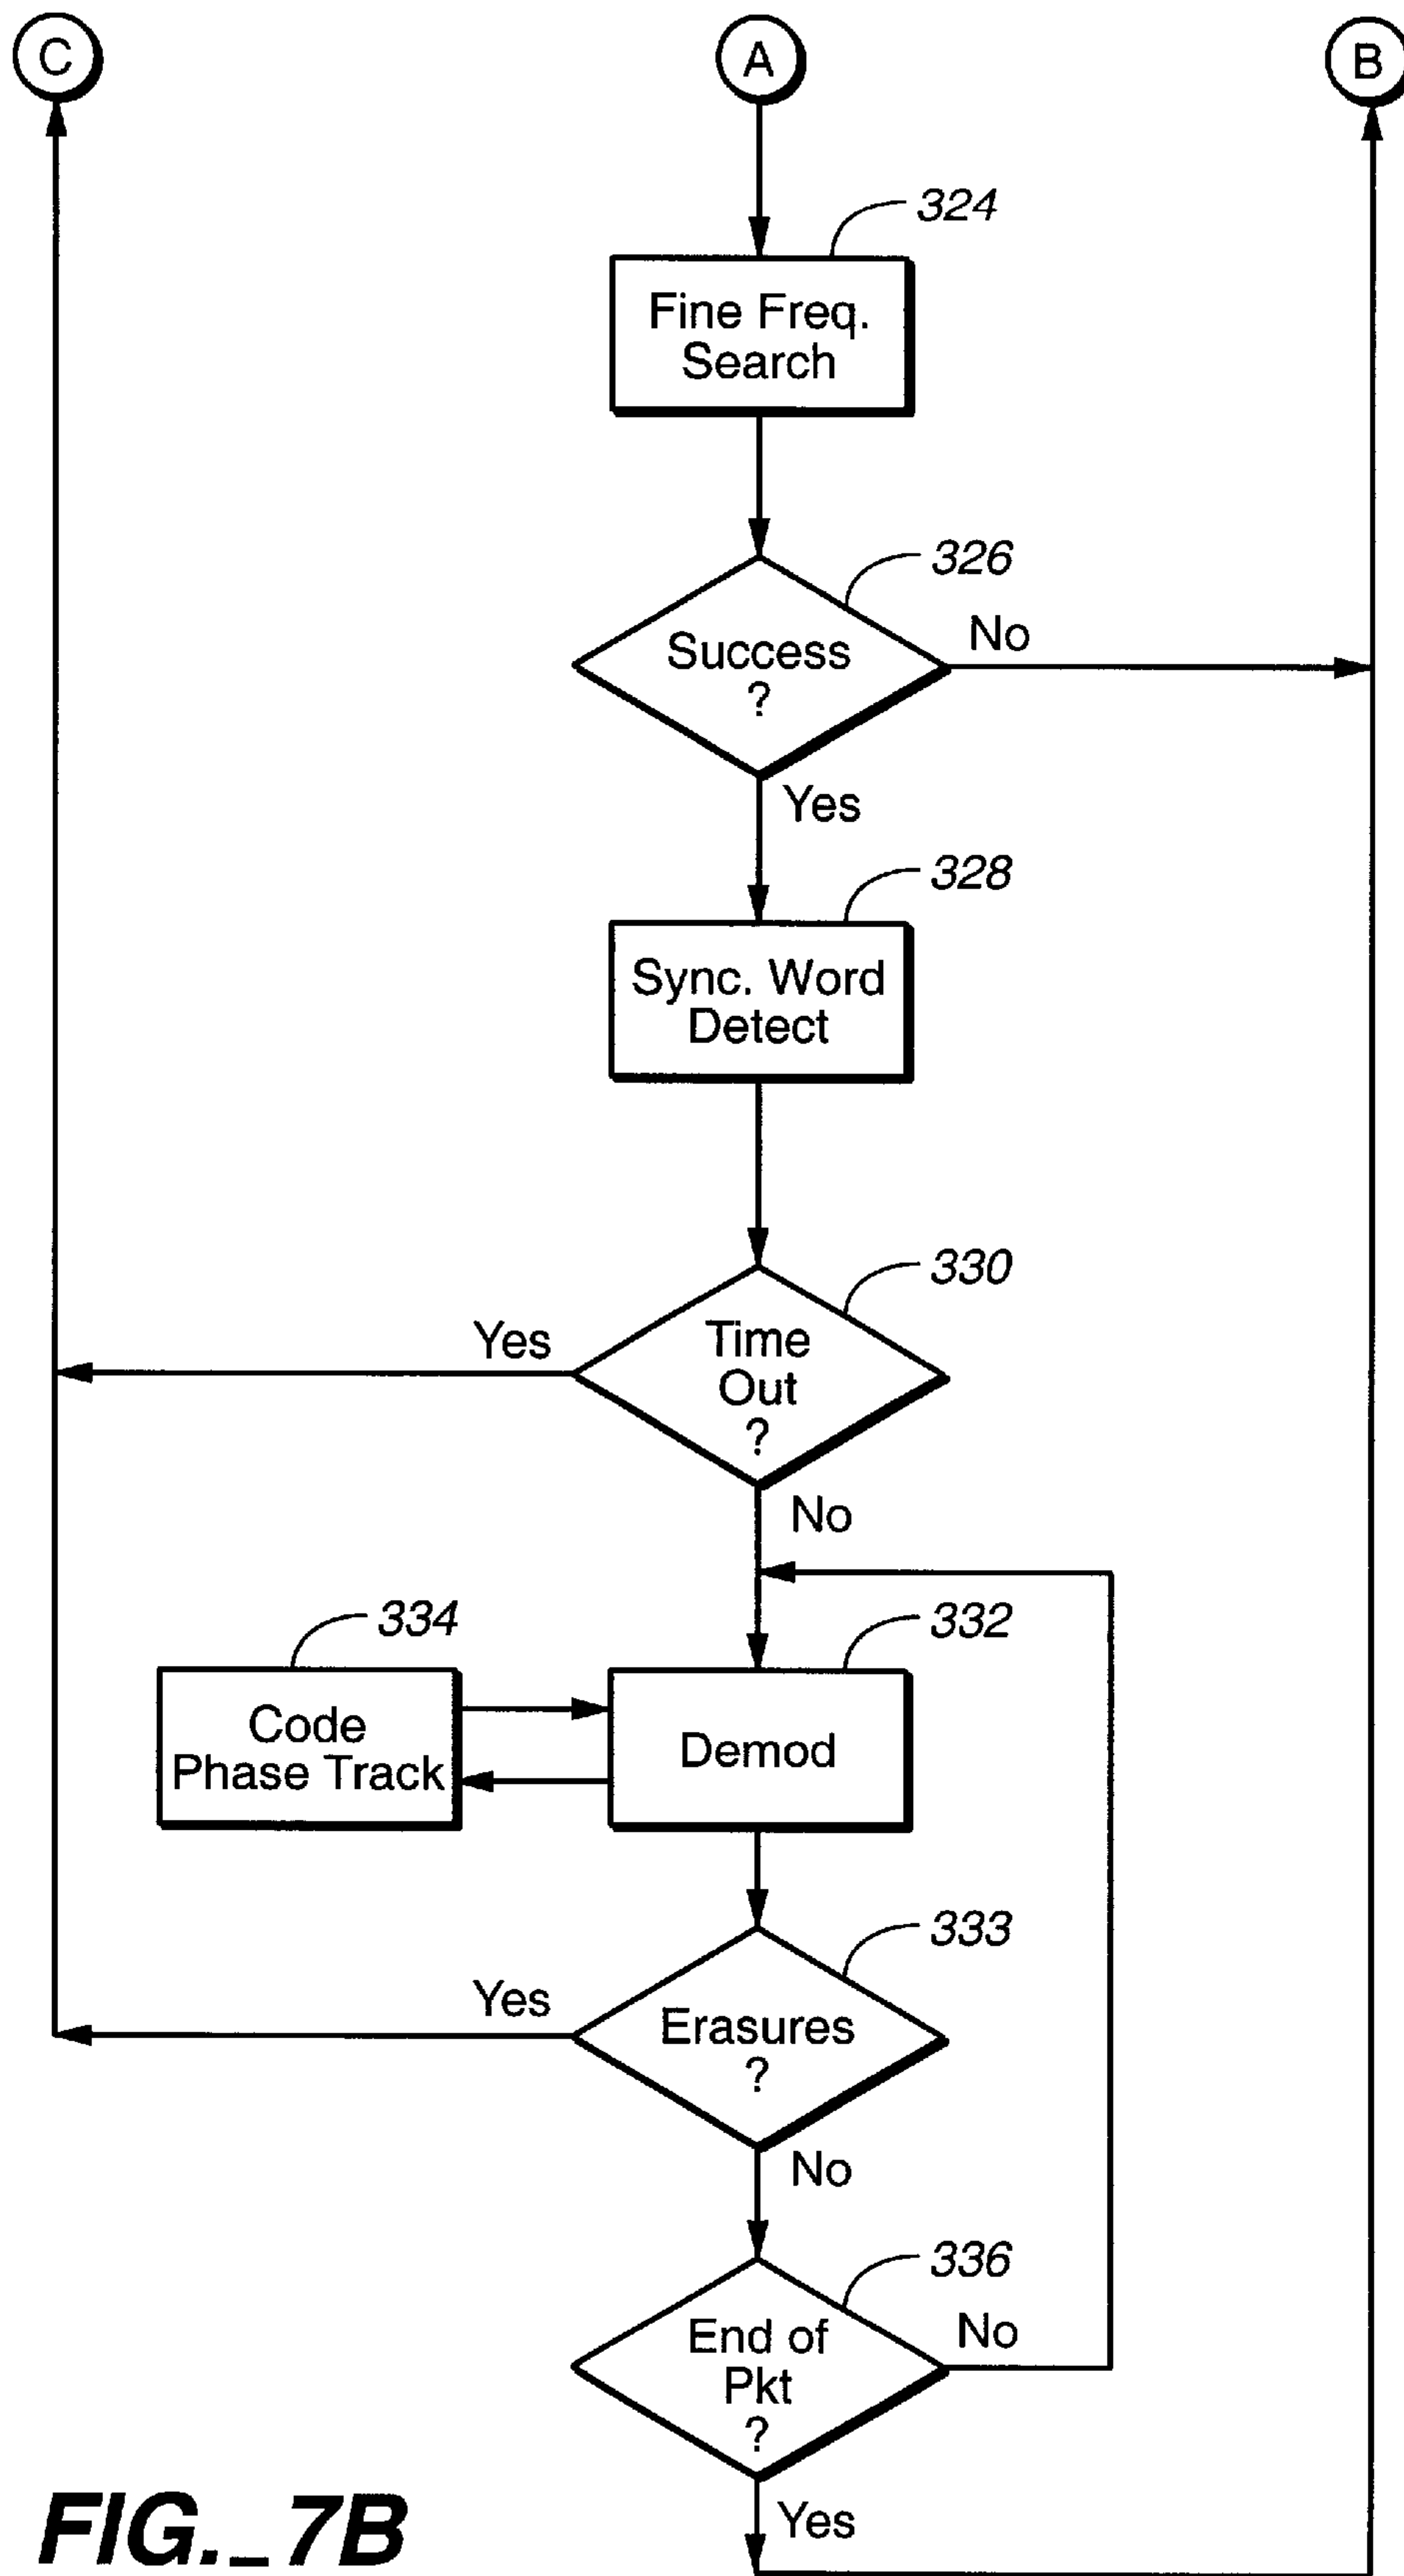 C
A
B
324
Fine Freq.
Search
326
Success
?
No
Yes
328
Sync. Word
Detect
330
Time
Out
?
Yes
No
334
Code
Phase Track
332
Demod
333
Erasures
?
Yes
No
336
End of
Pkt
?
No
Yes
FIG._7B